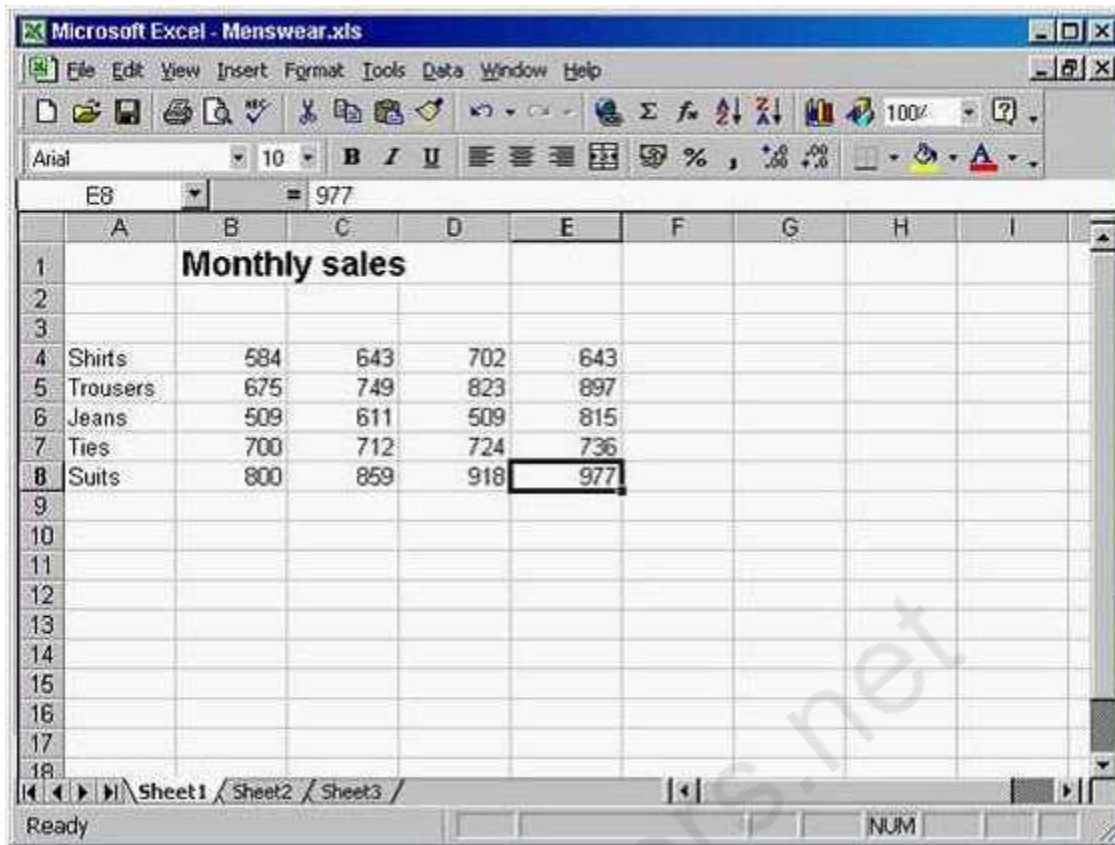 Microsoft Excel - Menswear.xls
File Edit View Insert Format Tools Data Window Help
100%
Arial 10 B I U % ,
E8 = 977
A B C D E F G H I
1 Monthly sales
2
3
4 Shirts 584 643 702 643
5 Trousers 675 749 823 897
6 Jeans 509 611 509 815
7 Ties 700 712 724 736
8 Suits 800 859 918 977
9
10
11
12
13
14
15
16
17
18
Sheet1 Sheet2 Sheet3
Ready NUM
rs.net